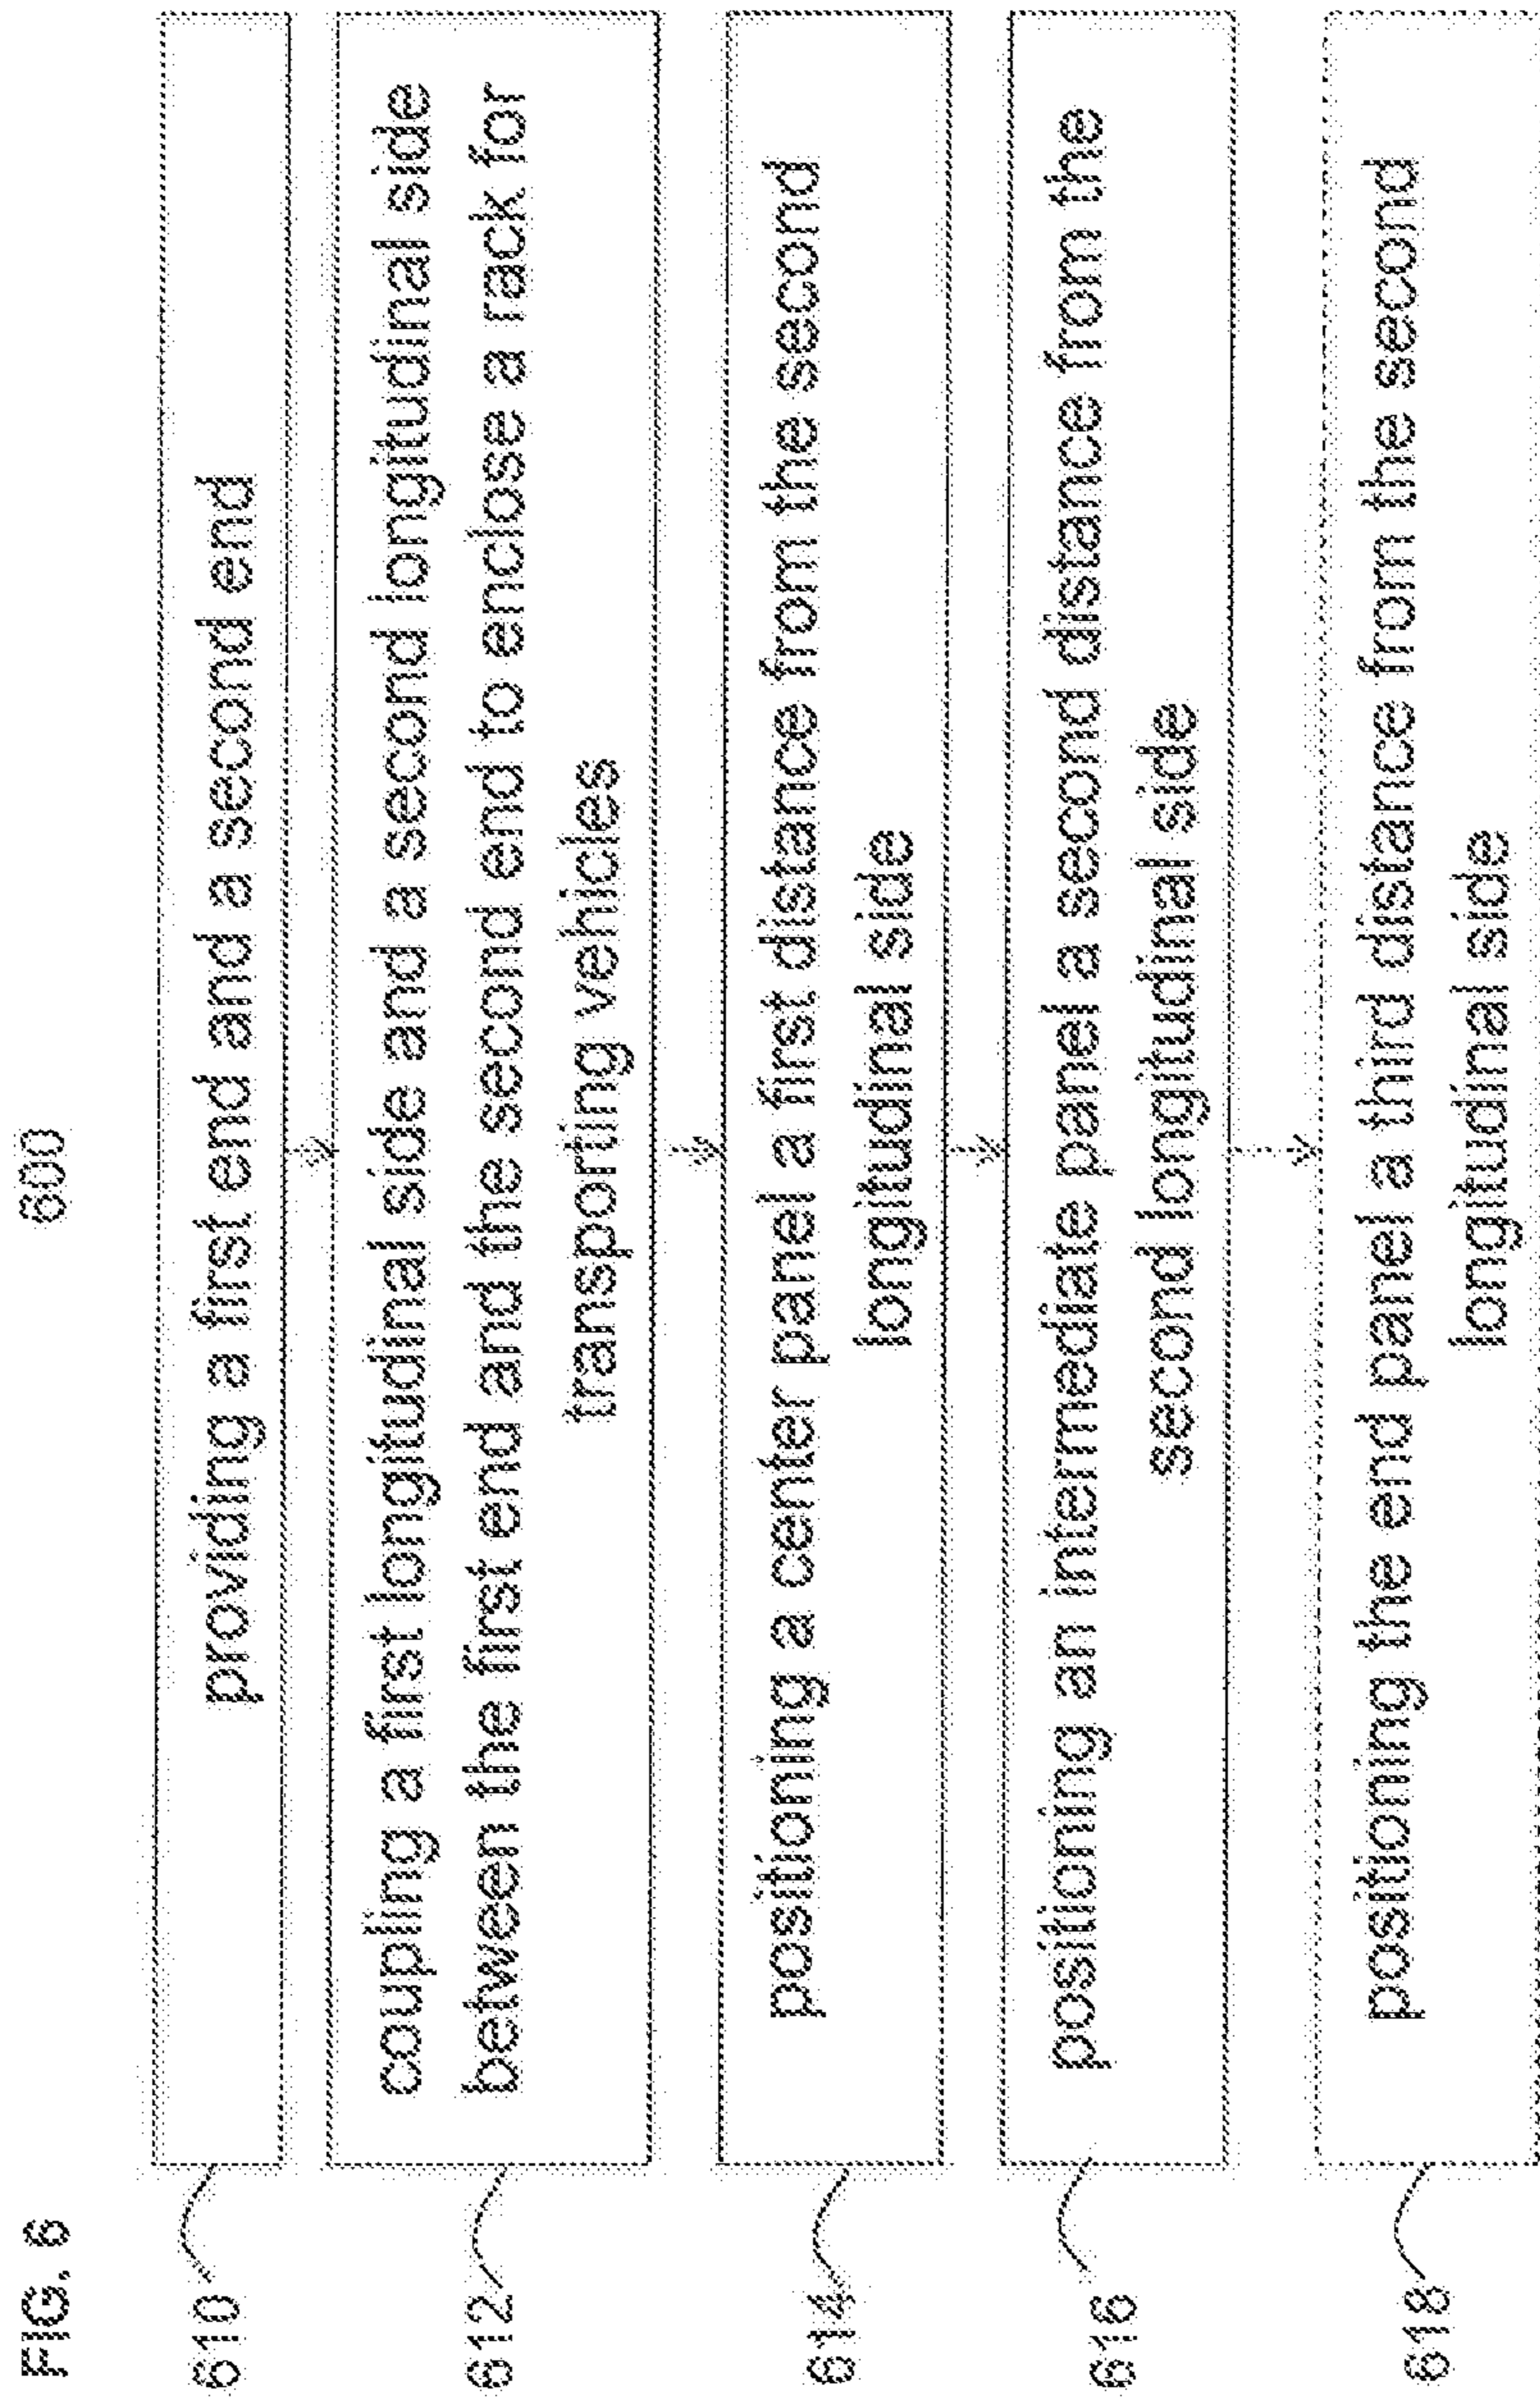 FIG. 6
600
610
providing a first end and a second end
612
coupling a first longitudinal side and a second longitudinal side
between the first end and the second end to enclose a rack for
transporting vehicles
614
positioning a center panel a first distance from the second
longitudinal side
616
positioning an intermediate panel a second distance from the
second longitudinal side
618
positioning the end panel a third distance from the second
longitudinal side